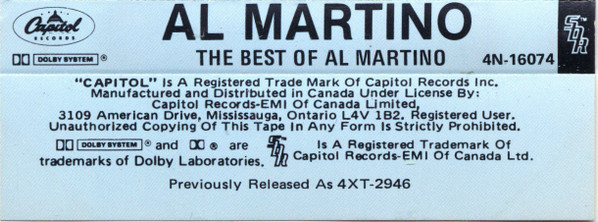 Capitol
RECORDS
AL MARTINO
SDR
DOLBY SYSTEM ®
THE BEST OF AL MARTINO
4N-16074
"CAPITOL" Is A Registered Trade Mark Of Capitol Records Inc.
Manufactured and Distributed in Canada Under License By:
Capitol Records-EMI Of Canada Limited,
3109 American Drive, Mississauga, Ontario L4V 1B2. Registered User.
Unauthorized Copying Of This Tape In Any Form Is Strictly Prohibited.
DOLBY SYSTEM ® and ® are SDR Is A Registered Trademark Of
trademarks of Dolby Laboratories. Capitol Records-EMI Of Canada Ltd.
Previously Released As 4XT-2946